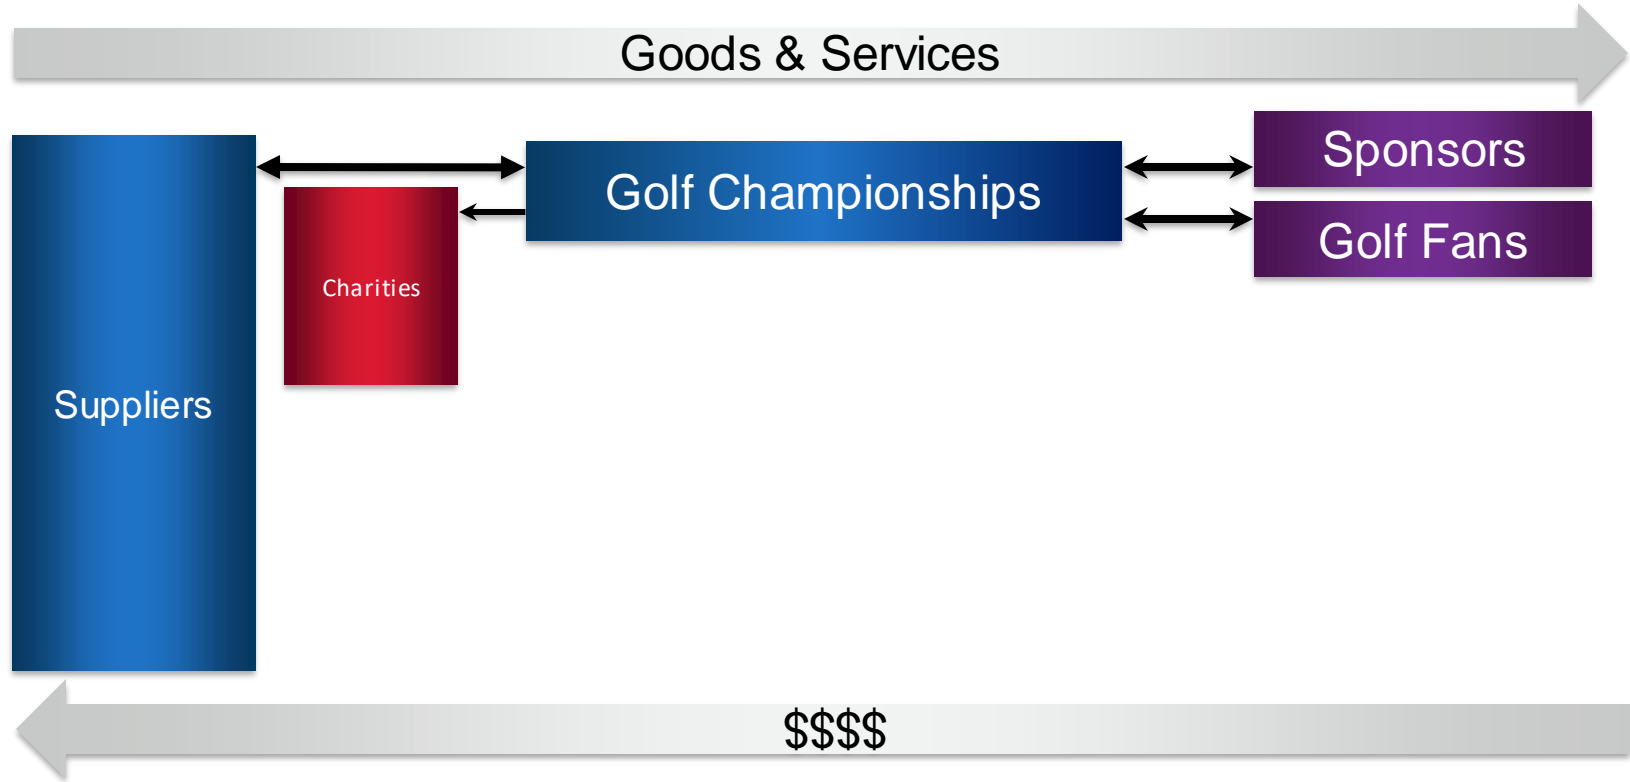 Goods & Services
Sponsors
Golf Championships
Golf Fans
Charities
Suppliers
$$$$